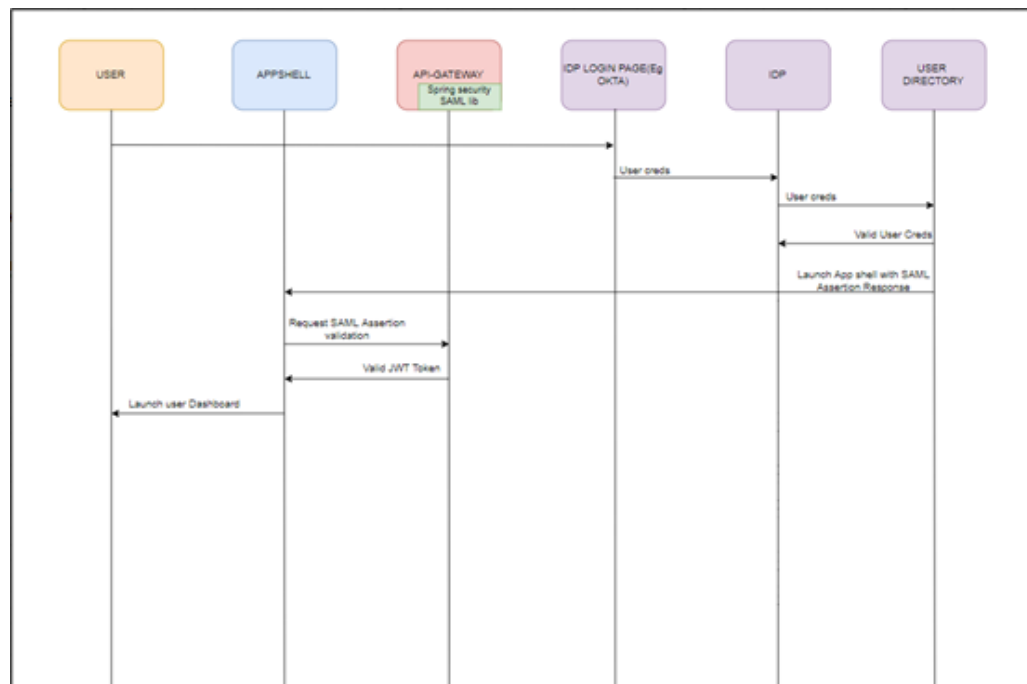 USER
APPSHELL
API-GATEWAY
Spring security
SAML lib
IDP LOGIN PAGE(Eg
OKTA)
IDP
USER
DIRECTORY
User creds
User creds
Valid User Creds
Launch App shell with SAML
Assertion Response
Request SAML Assertion
validation
Valid JWT Token
Launch user Dashboard